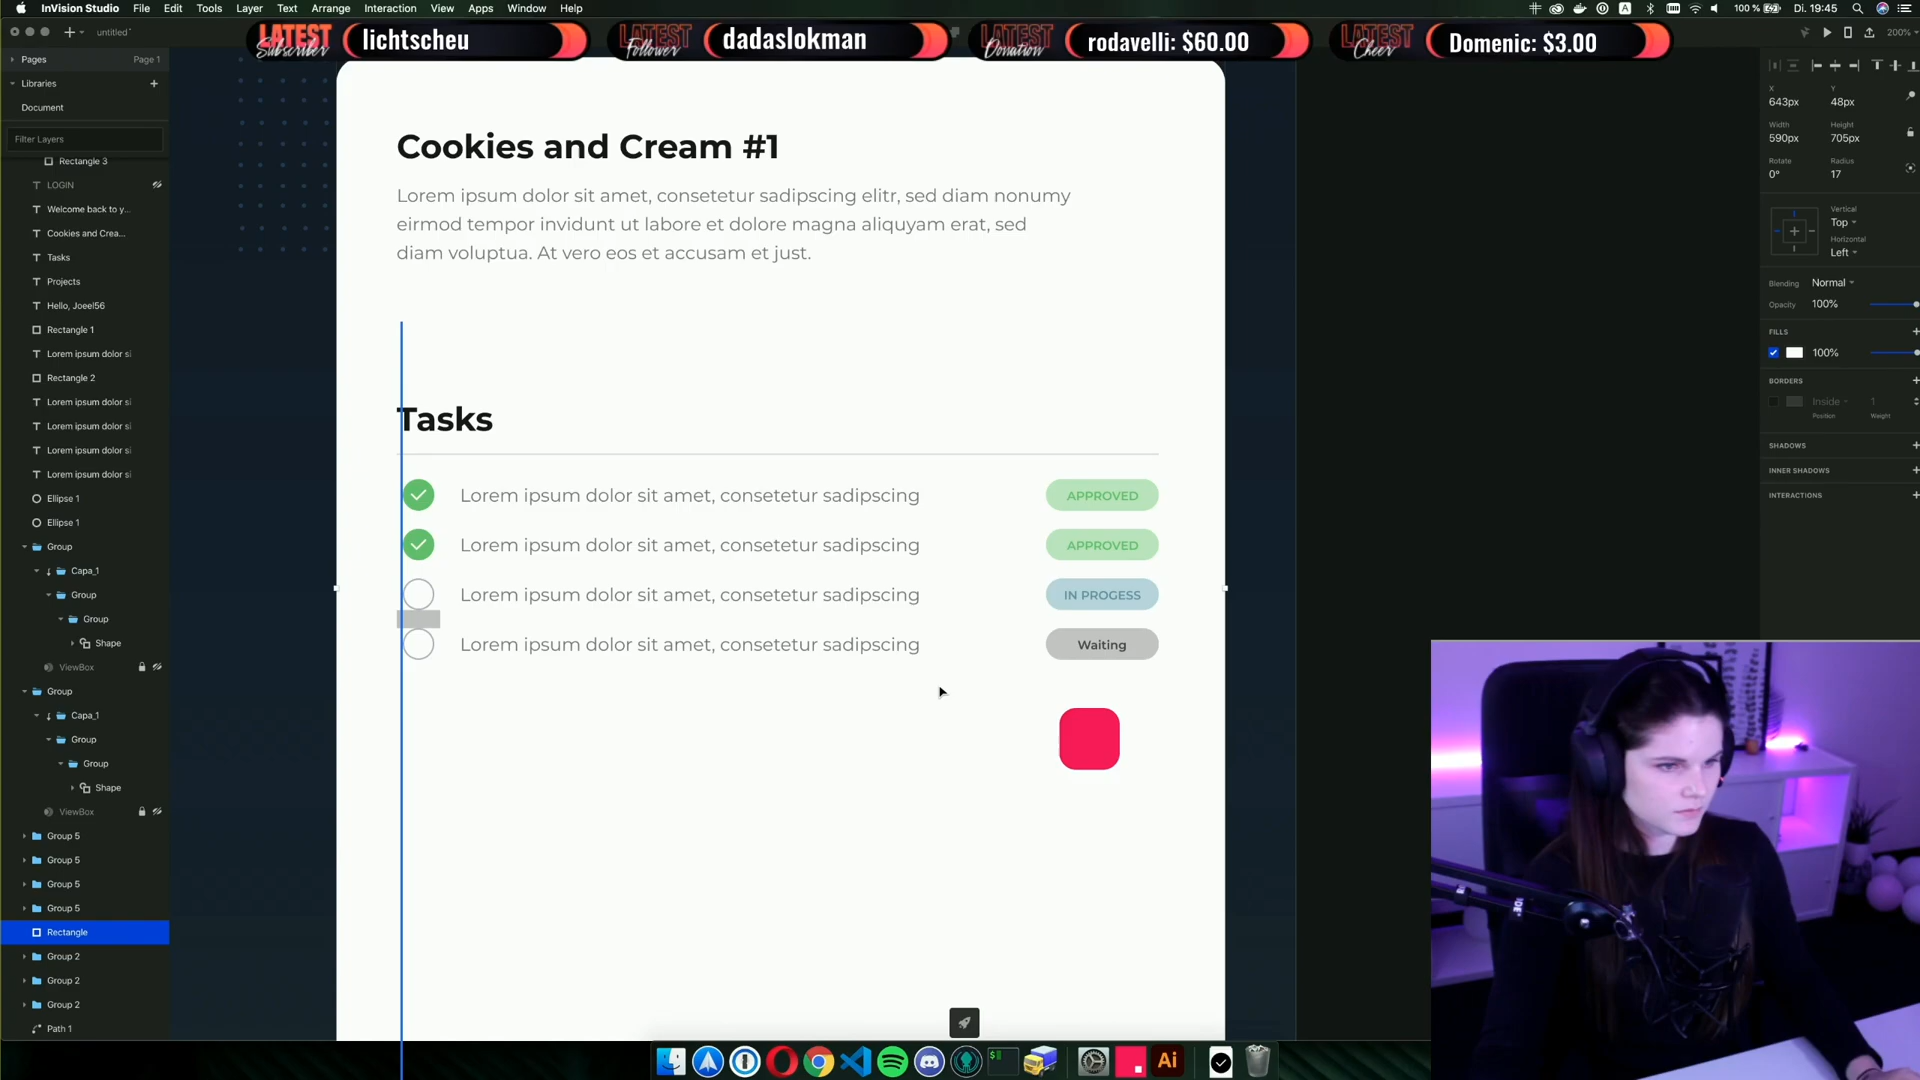 InVision Studio File Edit Tools Layer Text Arrange Interaction View Apps Window Help
100 % Di. 19:45
untitled
LATEST Subscriber lichtscheu
LATEST Follower dadaslokman
LATEST Donation rodavelli: $60.00
LATEST Cheer Domenic: $3.00
200%
Pages Page 1
Libraries
Document
Filter Layers
Rectangle 3
LOGIN
Welcome back to y...
Cookies and Crea...
Tasks
Projects
Hello, Joeel56
Rectangle 1
Lorem ipsum dolor si
Rectangle 2
Lorem ipsum dolor si
Lorem ipsum dolor si
Lorem ipsum dolor si
Lorem ipsum dolor si
Ellipse 1
Ellipse 1
Group
Capa_1
Group
Group
Shape
ViewBox
Group
Capa_1
Group
Group
Shape
ViewBox
Group 5
Group 5
Group 5
Group 5
Rectangle
Group 2
Group 2
Group 2
Path 1
Cookies and Cream #1
Lorem ipsum dolor sit amet, consetetur sadipscing elitr, sed diam nonumy
eirmod tempor invidunt ut labore et dolore magna aliquyam erat, sed
diam voluptua. At vero eos et accusam et just.
Tasks
Lorem ipsum dolor sit amet, consetetur sadipscing APPROVED
Lorem ipsum dolor sit amet, consetetur sadipscing APPROVED
Lorem ipsum dolor sit amet, consetetur sadipscing IN PROGESS
Lorem ipsum dolor sit amet, consetetur sadipscing Waiting
X Y
643px 48px
Width Height
590px 705px
Rotate Radius
0° 17
Vertical
Top
Horizontal
Left
Blending Normal
Opacity 100%
FILLS
100%
BORDERS
Inside 1
Position Weight
SHADOWS
INNER SHADOWS
INTERACTIONS
Ai